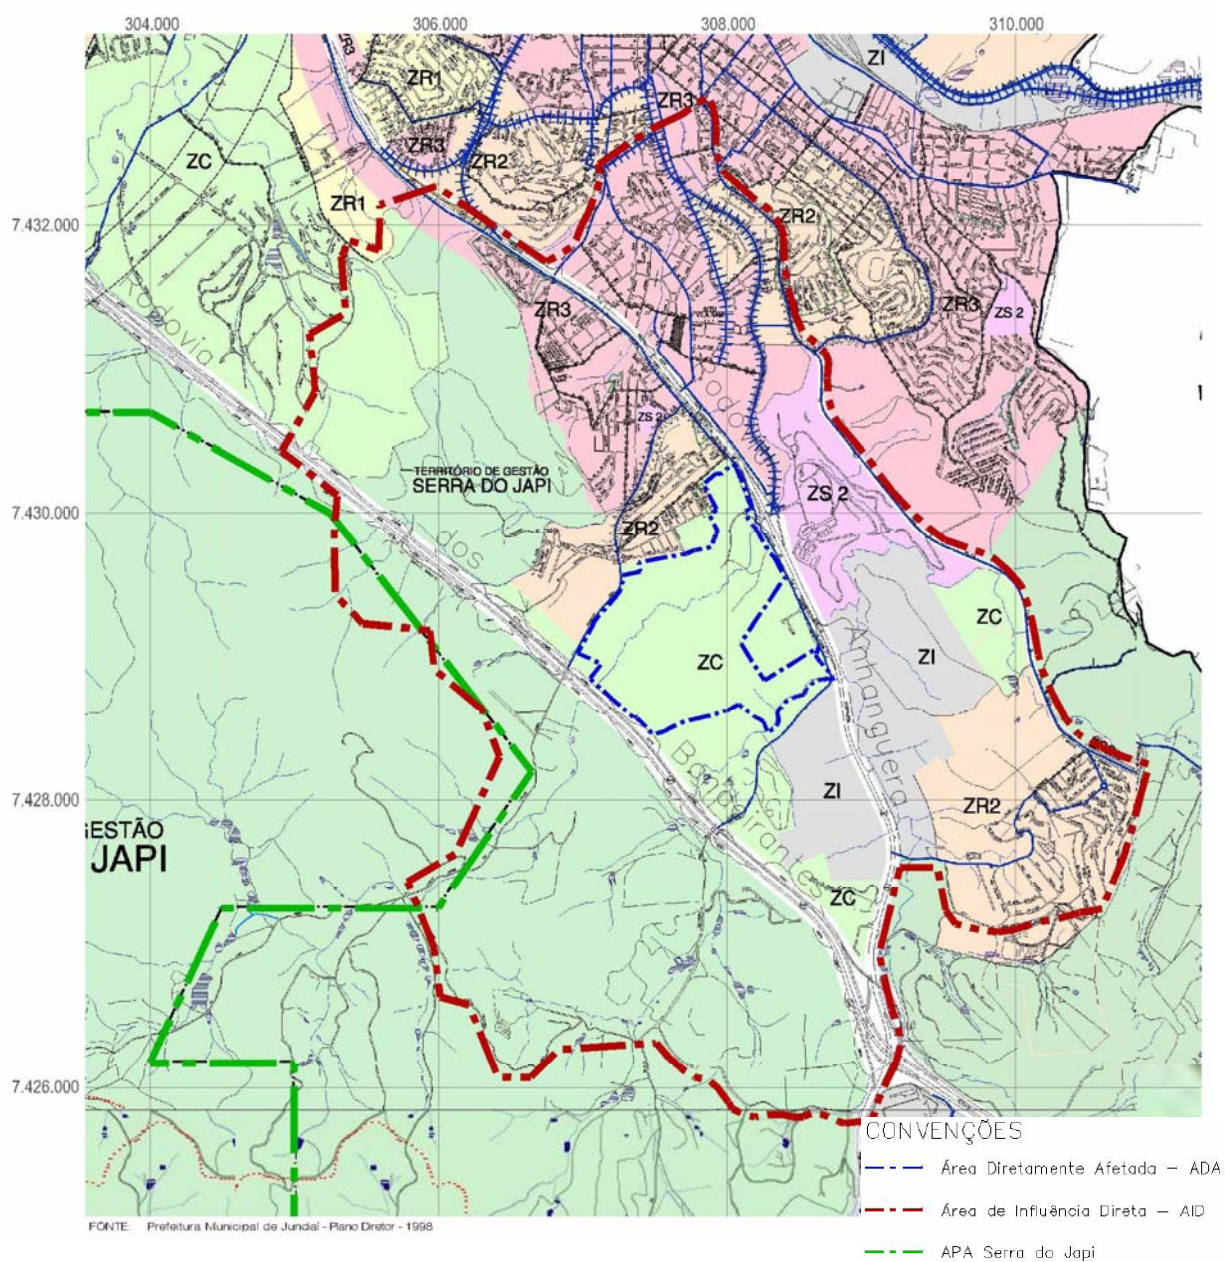 304.000 306.000 308.000 310.000
ZR3
ZI
ZR1
ZR3
ZR3
ZR2
ZC
ZR1
ZR2
7.432.000
ZR3
ZR3
ZS 2
Rodovia
ZS 2
TERRITÓRIO DE GESTÃO
SERRA DO JAPI
ZS 2
7.430.000
dos
ZR2
ZC
ZC
ZI
Anhanguera
Bandeirantes
7.428.000
ZI
ZR2
GESTÃO
JAPI
ZC
7.426.000
CONVENÇÕES
Área Diretamente Afetada – ADA
Área de Influência Direta – AID
APA Serra do Japi
FONTE: Prefeitura Municipal de Jundiaí - Plano Diretor - 1998